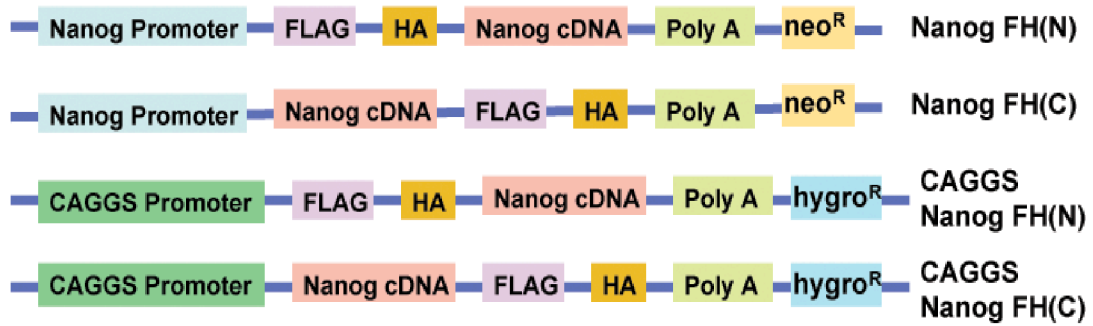 Nanog Promoter FLAG HA Nanog cDNA Poly A neoR Nanog FH(N)
Nanog Promoter Nanog cDNA FLAG HA Poly A neoR Nanog FH(C)
CAGGS Promoter FLAG HA Nanog cDNA Poly A hygroR CAGGS
Nanog FH(N)
CAGGS Promoter Nanog cDNA FLAG HA Poly A hygroR CAGGS
Nanog FH(C)